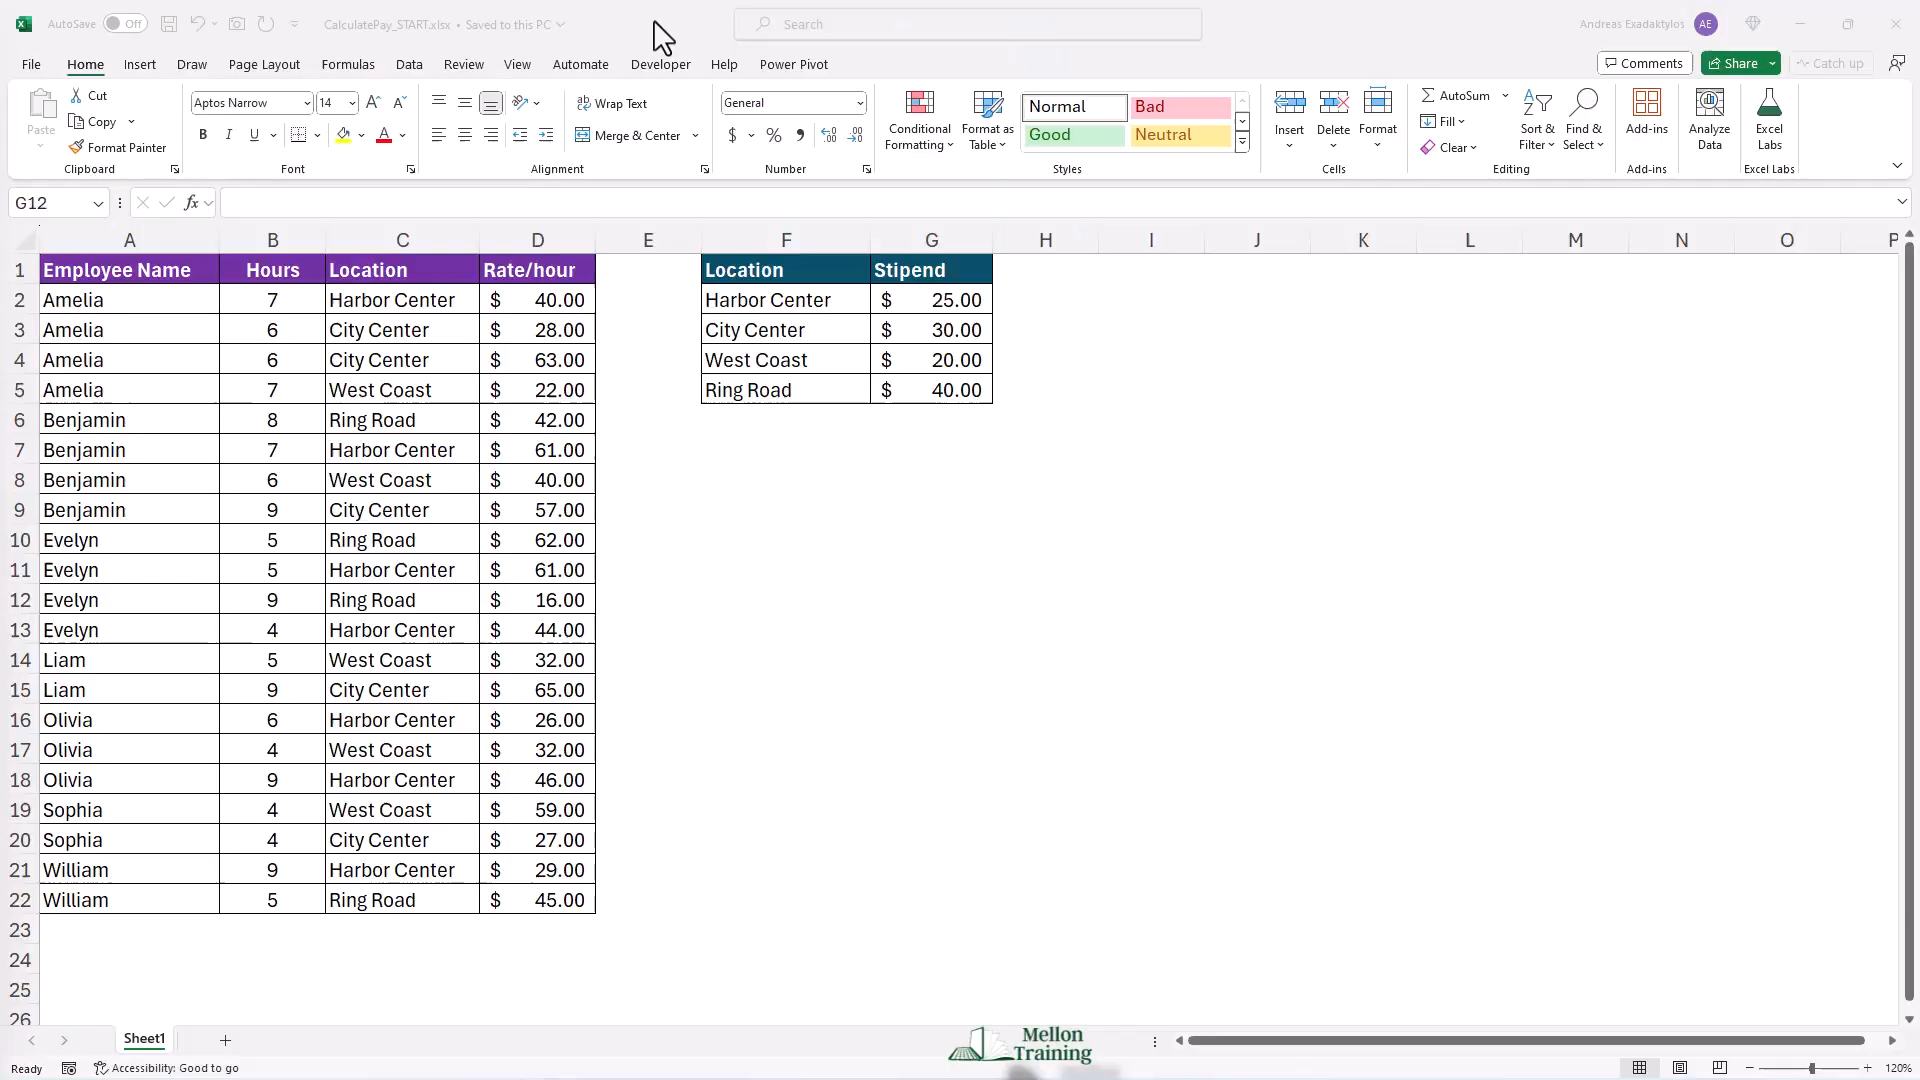 AutoSave Off CalculatePay_START.xlsx • Saved to this PC Search Andreas Exadaktylos AE
File Home Insert Draw Page Layout Formulas Data Review View Automate Developer Help Power Pivot Comments Share Catch up
Paste
Cut
Copy
Format Painter
Clipboard
Aptos Narrow 14
B I U
Font
Wrap Text
Merge & Center
Alignment
General
$ % ,
Number
Conditional Formatting
Format as Table
Normal Bad
Good Neutral
Styles
Insert Delete Format
Cells
AutoSum
Fill
Clear
Sort & Filter
Find & Select
Editing
Add-ins
Add-ins
Analyze Data
Excel Labs
Excel Labs
G12 fx
A B C D E F G H I J K L M N O P
1 Employee Name Hours Location Rate/hour Location Stipend
2 Amelia 7 Harbor Center $ 40.00 Harbor Center $ 25.00
3 Amelia 6 City Center $ 28.00 City Center $ 30.00
4 Amelia 6 City Center $ 63.00 West Coast $ 20.00
5 Amelia 7 West Coast $ 22.00 Ring Road $ 40.00
6 Benjamin 8 Ring Road $ 42.00
7 Benjamin 7 Harbor Center $ 61.00
8 Benjamin 6 West Coast $ 40.00
9 Benjamin 9 City Center $ 57.00
10 Evelyn 5 Ring Road $ 62.00
11 Evelyn 5 Harbor Center $ 61.00
12 Evelyn 9 Ring Road $ 16.00
13 Evelyn 4 Harbor Center $ 44.00
14 Liam 5 West Coast $ 32.00
15 Liam 9 City Center $ 65.00
16 Olivia 6 Harbor Center $ 26.00
17 Olivia 4 West Coast $ 32.00
18 Olivia 9 Harbor Center $ 46.00
19 Sophia 4 West Coast $ 59.00
20 Sophia 4 City Center $ 27.00
21 William 9 Harbor Center $ 29.00
22 William 5 Ring Road $ 45.00
23
24
25
26
Sheet1
Mellon
Training
Ready Accessibility: Good to go 120%